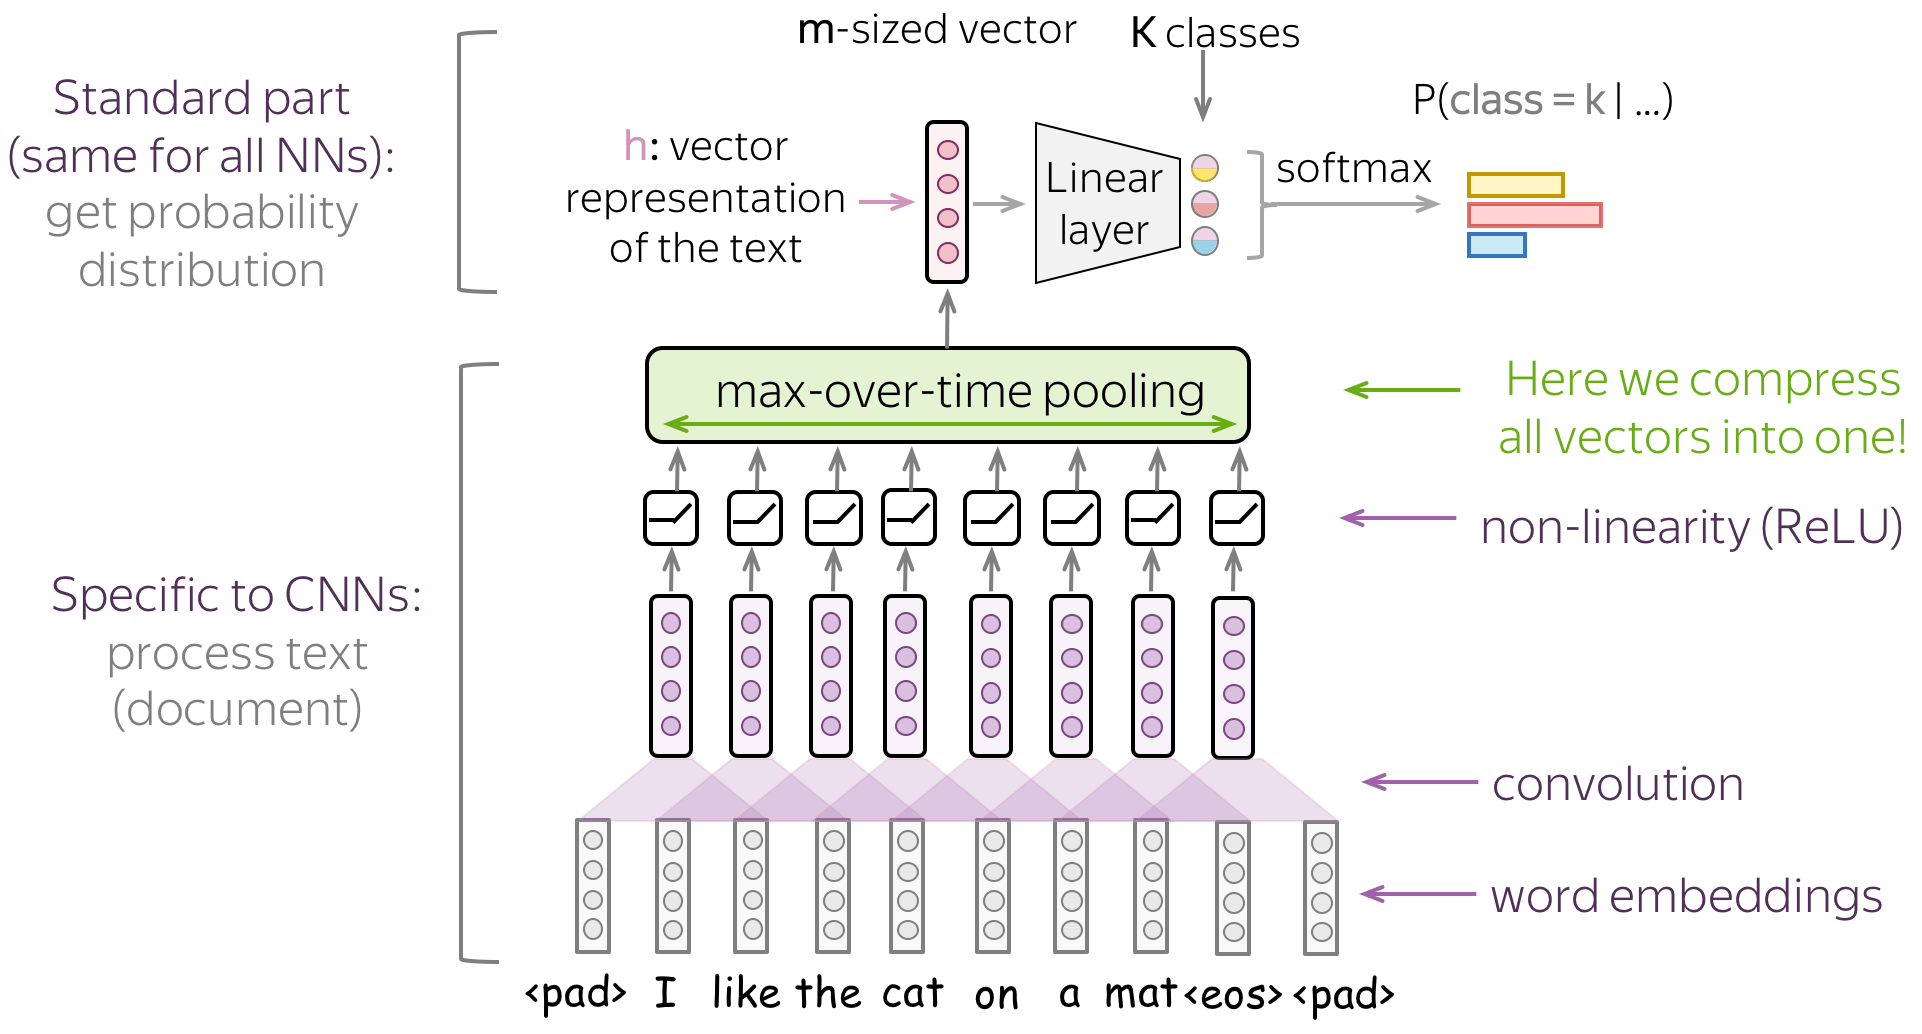 m-sized vector
K classes
Standard part
(same for all NNs):
get probability
distribution
h: vector
representation
of the text
Linear
layer
softmax
P(class = k | ...)
max-over-time pooling
Here we compress
all vectors into one!
non-linearity (ReLU)
Specific to CNNs:
process text
(document)
convolution
word embeddings
<pad> I like the cat on a mat <eos> <pad>